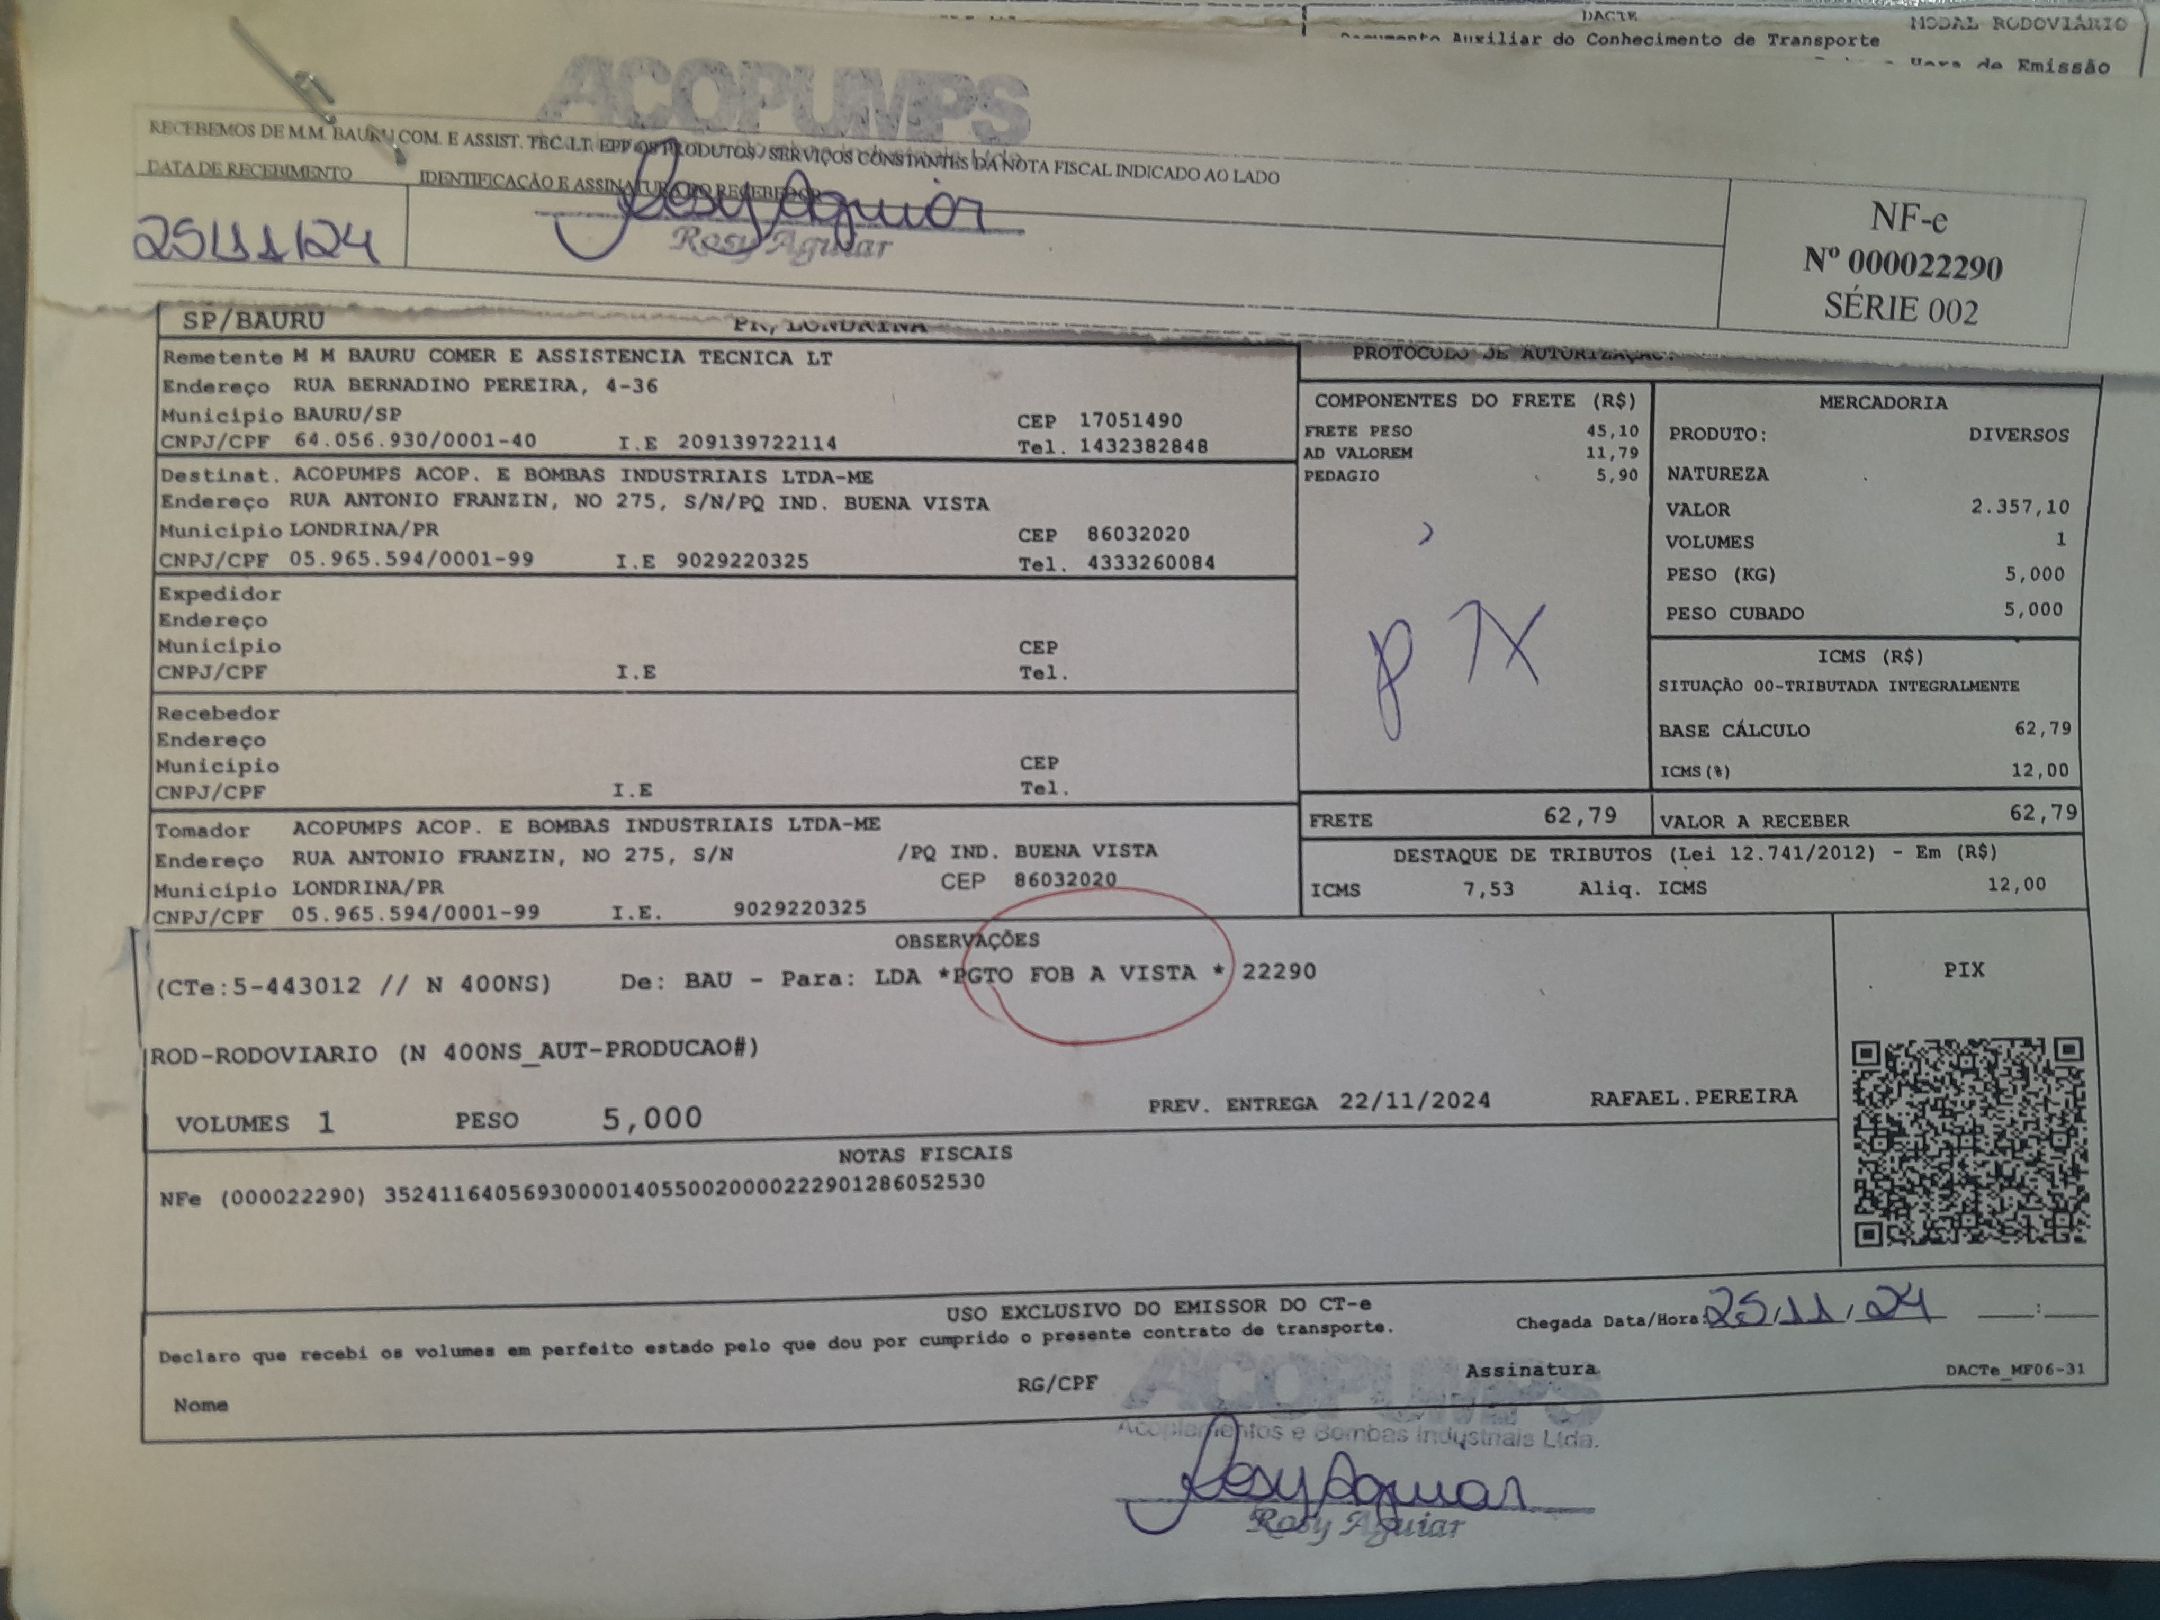 DACTE
MODAL RODOVIÁRIO
Documento Auxiliar do Conhecimento de Transporte
Hora de Emissão
ACOPUMPS
RECEBEMOS DE M.M. BAURU COM. E ASSIST. TEC. LT. EPP OS PRODUTOS / SERVIÇOS CONSTANTES DA NOTA FISCAL INDICADO AO LADO
DATA DE RECEBIMENTO
IDENTIFICAÇÃO E ASSINATURA DO RECEBEDOR
25/11/24
Rosy Aguiar
Rosy Aguiar
NF-e
Nº 000022290
SÉRIE 002
SP/BAURU
PR/LONDRINA
Remetente M M BAURU COMER E ASSISTENCIA TECNICA LT
Endereço RUA BERNADINO PEREIRA, 4-36
Município BAURU/SP CEP 17051490
CNPJ/CPF 64.056.930/0001-40 I.E 209139722114 Tel. 1432382848
Destinat. ACOPUMPS ACOP. E BOMBAS INDUSTRIAIS LTDA-ME
Endereço RUA ANTONIO FRANZIN, NO 275, S/N/PQ IND. BUENA VISTA
Município LONDRINA/PR CEP 86032020
CNPJ/CPF 05.965.594/0001-99 I.E 9029220325 Tel. 4333260084
Expedidor
Endereço
Município CEP
CNPJ/CPF I.E Tel.
Recebedor
Endereço
Município CEP
CNPJ/CPF I.E Tel.
Tomador ACOPUMPS ACOP. E BOMBAS INDUSTRIAIS LTDA-ME
Endereço RUA ANTONIO FRANZIN, NO 275, S/N /PQ IND. BUENA VISTA
Município LONDRINA/PR CEP 86032020
CNPJ/CPF 05.965.594/0001-99 I.E. 9029220325
PROTOCOLO DE AUTORIZAÇAO:
COMPONENTES DO FRETE (R$)
FRETE PESO 45,10
AD VALOREM 11,79
PEDAGIO 5,90
MERCADORIA
PRODUTO: DIVERSOS
NATUREZA
VALOR 2.357,10
VOLUMES 1
PESO (KG) 5,000
PESO CUBADO 5,000
ICMS (R$)
SITUAÇÃO 00-TRIBUTADA INTEGRALMENTE
BASE CÁLCULO 62,79
ICMS(%) 12,00
FRETE 62,79
VALOR A RECEBER 62,79
DESTAQUE DE TRIBUTOS (Lei 12.741/2012) - Em (R$)
ICMS 7,53 Aliq. ICMS 12,00
OBSERVAÇÕES
(CTe:5-443012 // N 400NS) De: BAU - Para: LDA *PGTO FOB A VISTA * 22290
PIX
ROD-RODOVIARIO (N 400NS_AUT-PRODUCAO#)
VOLUMES 1 PESO 5,000 PREV. ENTREGA 22/11/2024 RAFAEL.PEREIRA
NOTAS FISCAIS
NFe (000022290) 35241164056930000140550020000222901286052530
USO EXCLUSIVO DO EMISSOR DO CT-e
Declaro que recebi os volumes em perfeito estado pelo que dou por cumprido o presente contrato de transporte.
Chegada Data/Hora: 25/11/24 :
Nome RG/CPF Assinatura DACTe_MF06-31
ACOPUMPS
Acoplamentos e Bombas Industriais Ltda.
Rosy Aguiar
Rosy Aguiar